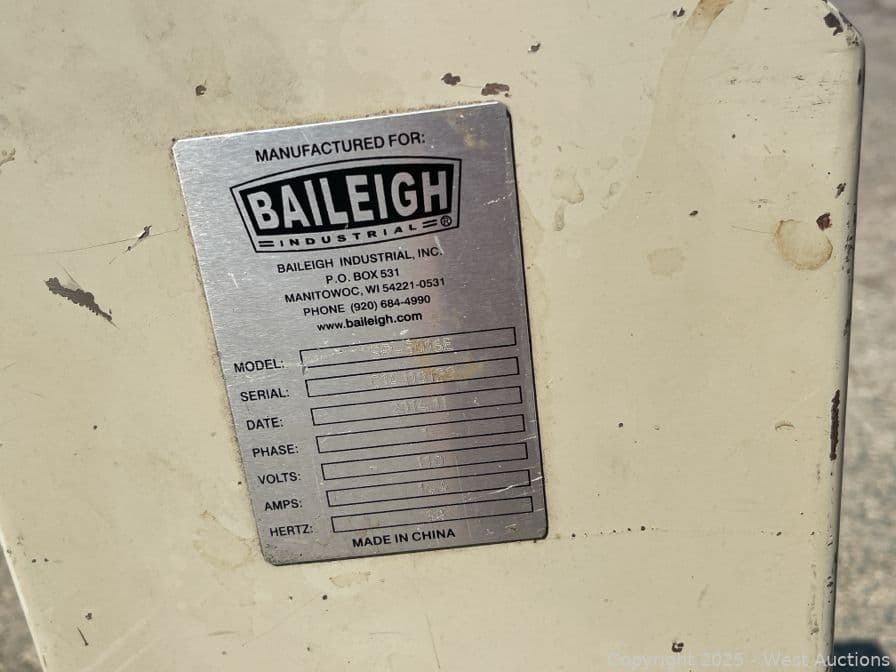 MANUFACTURED FOR:
BAILEIGH
INDUSTRIAL ®
BAILEIGH INDUSTRIAL, INC.
P.O. BOX 531
MANITOWOC, WI 54221-0531
PHONE (920) 684-4990
www.baileigh.com
MODEL:
SERIAL:
DATE:
PHASE:
VOLTS:
AMPS:
HERTZ:
MADE IN CHINA
Copyright 2025 - West Auctions